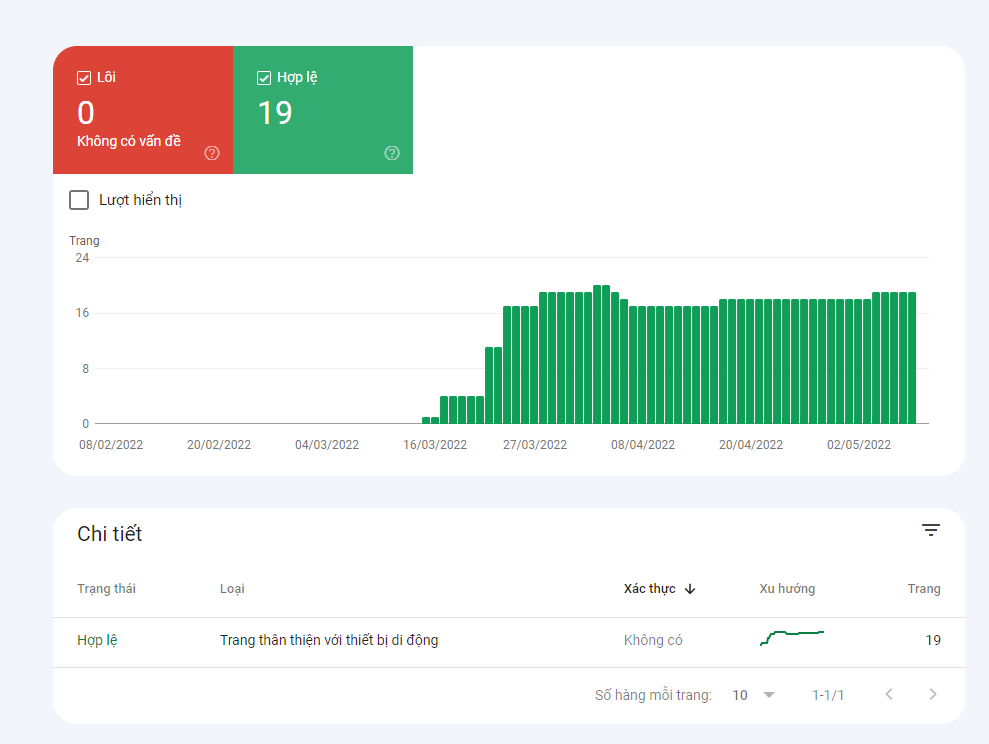 Lỗi
Hợp lệ
0
19
Không có vấn đề
Lượt hiển thị
Trang
24
16
8
0
08/02/2022 20/02/2022 04/03/2022 16/03/2022 27/03/2022 08/04/2022 20/04/2022 02/05/2022
Chi tiết
Trạng thái Loại Xác thực Xu hướng Trang
Hợp lệ Trang thân thiện với thiết bị di động Không có 19
Số hàng mỗi trang: 10 1-1/1